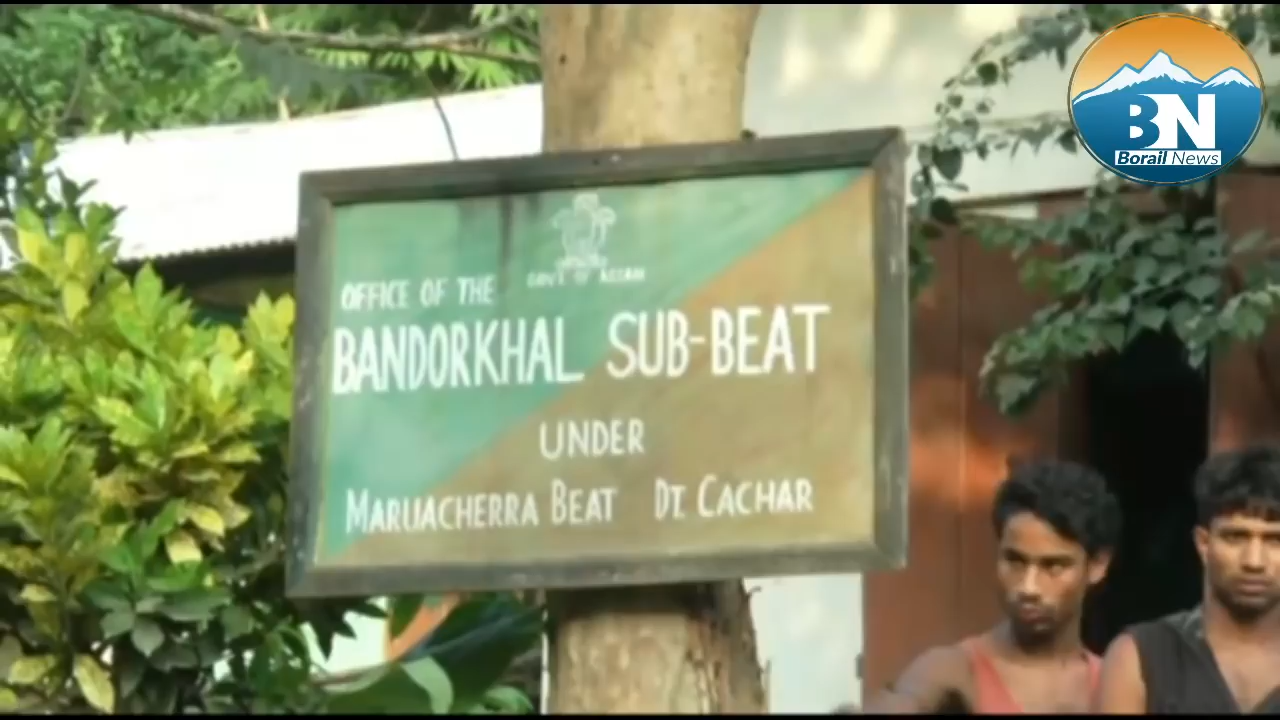 GOVT. OF ASSAM
OFFICE OF THE
BANDORKHAL SUB-BEAT
UNDER
MARUACHERRA BEAT DT. CACHAR
BN
Borail News